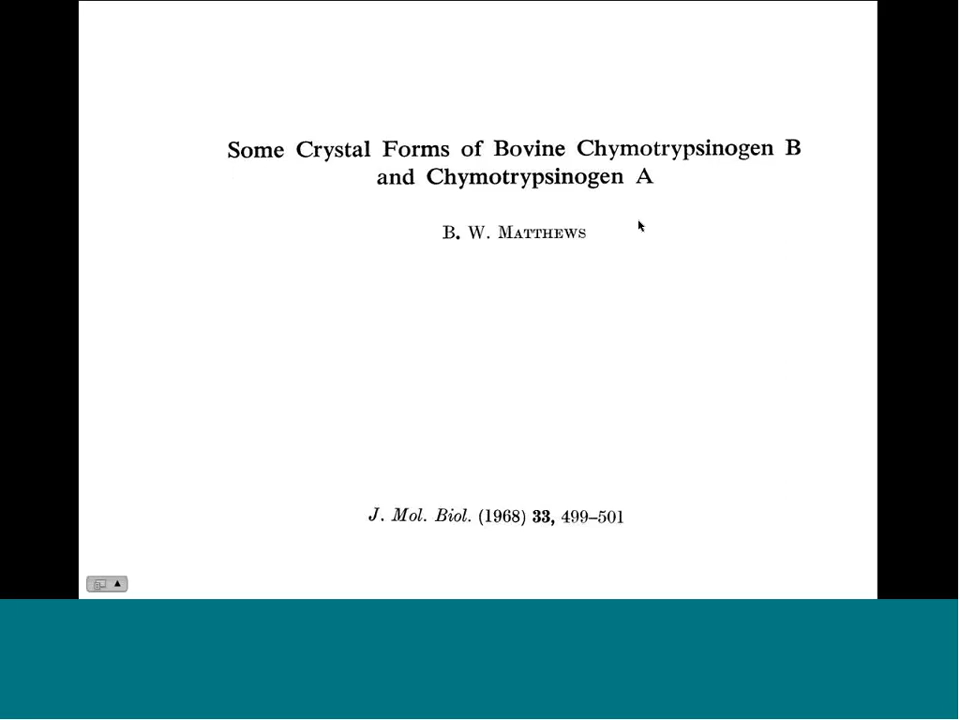 Some Crystal Forms of Bovine Chymotrypsinogen B
and Chymotrypsinogen A
B. W. MATTHEWS
J. Mol. Biol. (1968) 33, 499–501